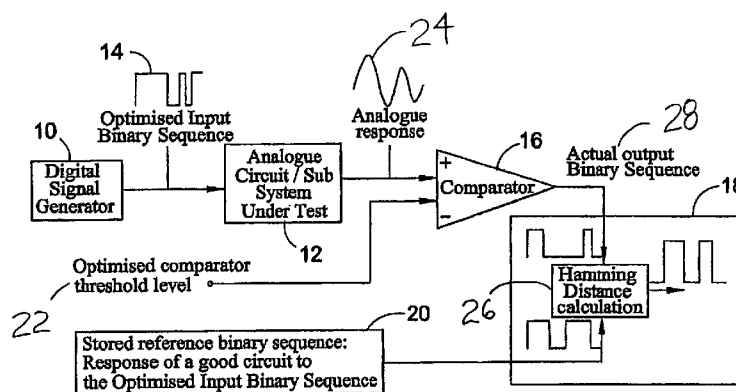 14
24
Optimised Input
Binary Sequence
Analogue
response
10
Digital
Signal
Generator
Analogue
Circuit / Sub
System
Under Test
12
+
−
Comparator
16
Actual output
Binary Sequence
28
18
Optimised comparator
threshold level
22
Hamming
Distance
calculation
26
20
Stored reference binary sequence:
Response of a good circuit to
the Optimised Input Binary Sequence